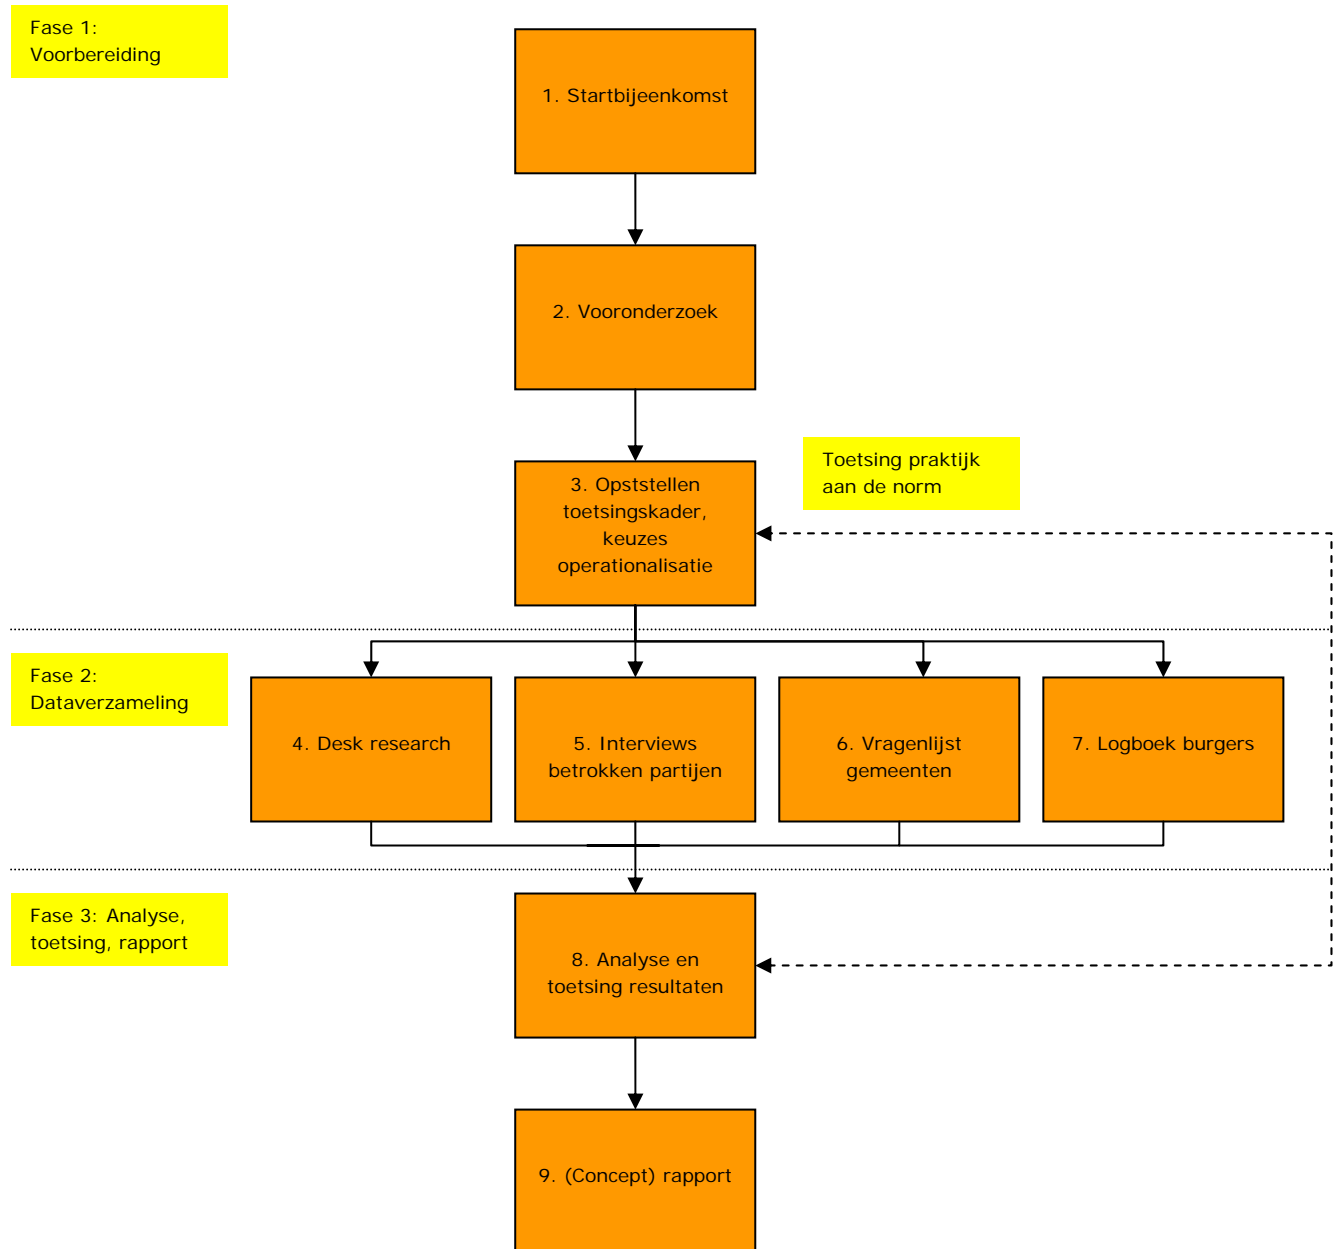 Fase 1:
Voorbereiding
1. Startbijeenkomst
2. Vooronderzoek
3. Opststellen
toetsingskader,
keuzes
operationalisatie
Toetsing praktijk
aan de norm
Fase 2:
Dataverzameling
4. Desk research
5. Interviews
betrokken partijen
6. Vragenlijst
gemeenten
7. Logboek burgers
Fase 3: Analyse,
toetsing, rapport
8. Analyse en
toetsing resultaten
9. (Concept) rapport